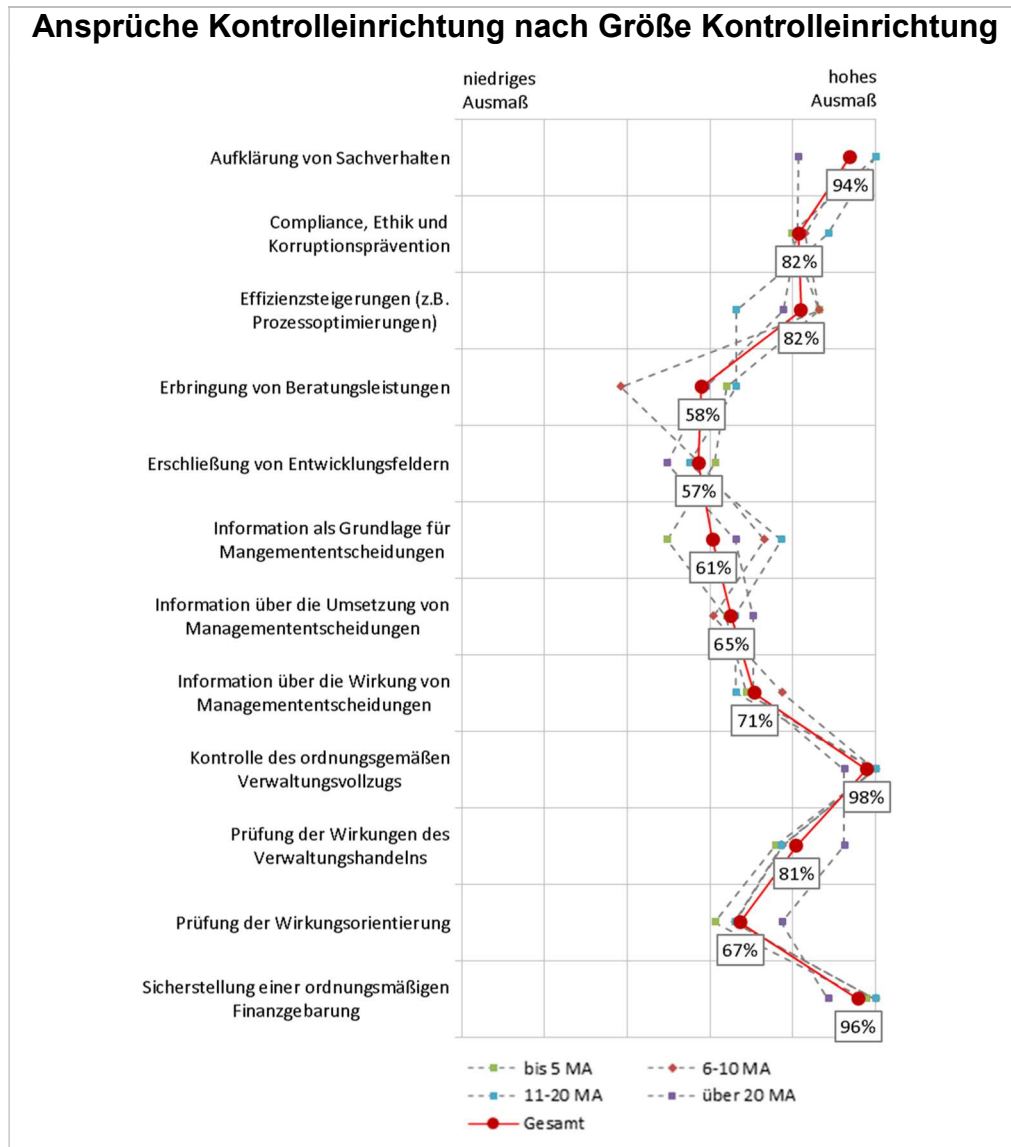 Ansprüche Kontrolleinrichtung nach Größe Kontrolleinrichtung
niedriges
Ausmaß
hohes
Ausmaß
Aufklärung von Sachverhalten
94%
Compliance, Ethik und
Korruptionsprävention
82%
Effizienzsteigerungen (z.B.
Prozessoptimierungen)
82%
Erbringung von Beratungsleistungen
58%
Erschließung von Entwicklungsfeldern
57%
Information als Grundlage für
Mangemententscheidungen
61%
Information über die Umsetzung von
Managemententscheidungen
65%
Information über die Wirkung von
Managemententscheidungen
71%
Kontrolle des ordnungsgemäßen
Verwaltungsvollzugs
98%
Prüfung der Wirkungen des
Verwaltungshandelns
81%
Prüfung der Wirkungsorientierung
67%
Sicherstellung einer ordnungsmäßigen
Finanzgebarung
96%
bis 5 MA
6-10 MA
11-20 MA
über 20 MA
Gesamt